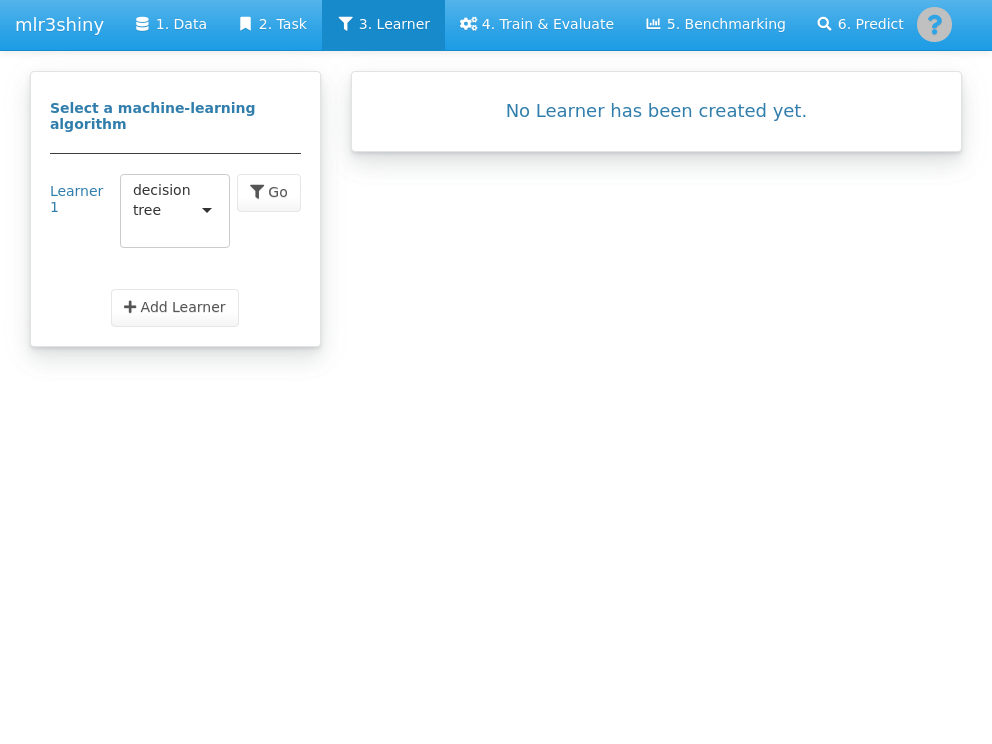 mlr3shiny 1. Data 2. Task 3. Learner 4. Train & Evaluate 5. Benchmarking 6. Predict ?
Select a machine-learning
algorithm
Learner
1
decision
tree
Go
Add Learner
No Learner has been created yet.